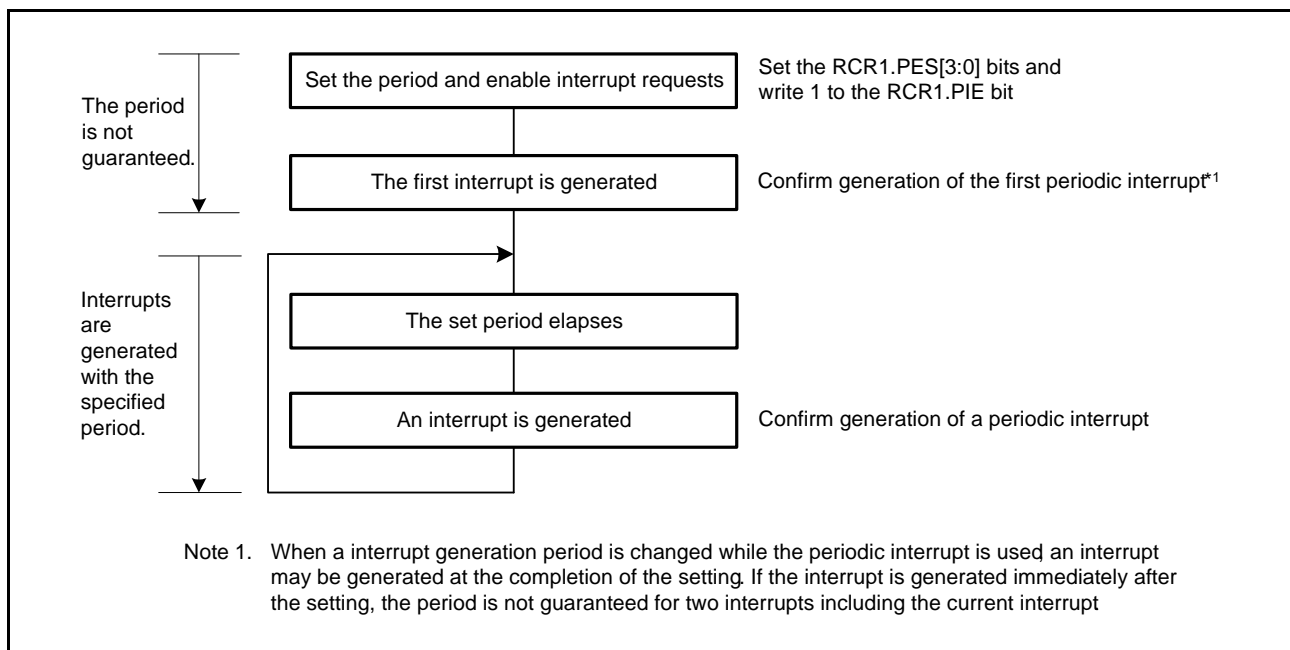 Set the period and enable interrupt requests
Set the RCR1.PES[3:0] bits and
write 1 to the RCR1.PIE bit
The period
is not
guaranteed.
The first interrupt is generated
Confirm generation of the first periodic interrupt*1
Interrupts
are
generated
with the
specified
period.
The set period elapses
An interrupt is generated
Confirm generation of a periodic interrupt
Note 1. When a interrupt generation period is changed while the periodic interrupt is used, an interrupt
may be generated at the completion of the setting. If the interrupt is generated immediately after
the setting, the period is not guaranteed for two interrupts including the current interrupt.